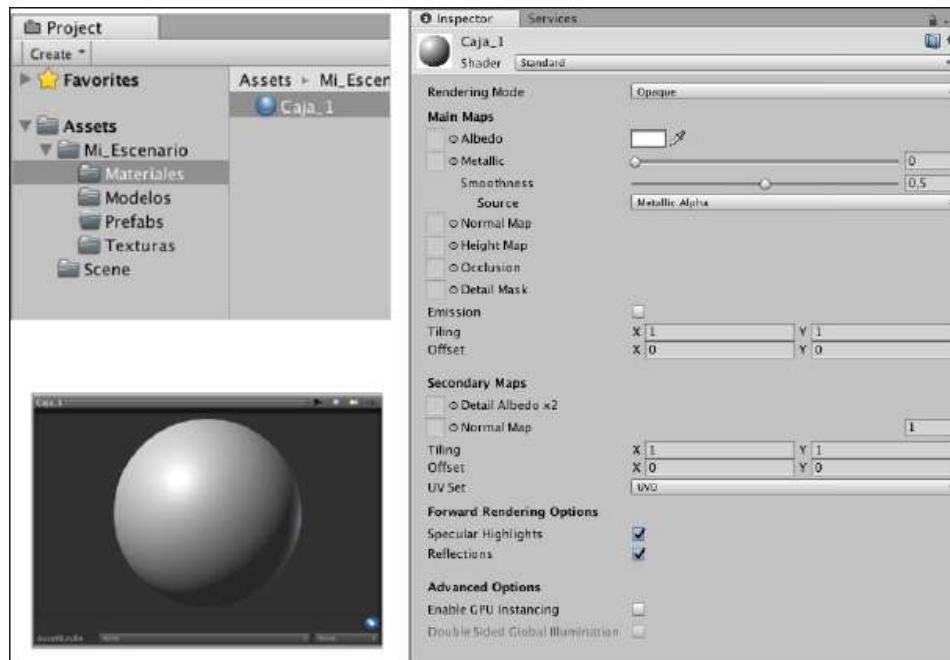 Project
Create
Favorites
Assets
Mi_Escenario
Materiales
Modelos
Prefabs
Texturas
Scene
Assets Mi_Escen
Caja_1
Caja_1
Inspector Services
Caja_1
Shader Standard
Rendering Mode Opaque
Main Maps
Albedo
Metallic 0
Smoothness 0,5
Source Metallic Alpha
Normal Map
Height Map
Occlusion
Detail Mask
Emission
Tiling X 1 Y 1
Offset X 0 Y 0
Secondary Maps
Detail Albedo x2
Normal Map 1
Tiling X 1 Y 1
Offset X 0 Y 0
UV Set UV0
Forward Rendering Options
Specular Highlights
Reflections
Advanced Options
Enable GPU Instancing
Double Sided Global Illumination